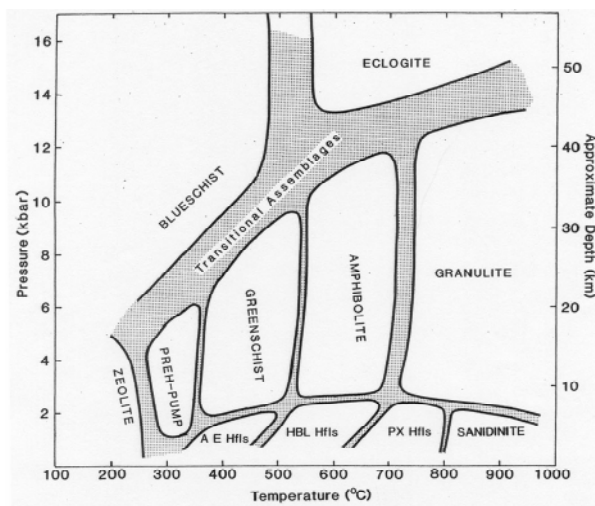 16
14
12
10
8
6
4
2
Pressure (kbar)
50
40
30
20
10
Approximate Depth (km)
100 200 300 400 500 600 700 800 900 1000
Temperature (°C)
ECLOGITE
BLUESCHIST
Transitional Assemblages
GRANULITE
AMPHIBOLITE
GREENSCHIST
PREH-PUMP
ZEOLITE
A E Hfls
HBL Hfls
PX Hfls
SANIDINITE